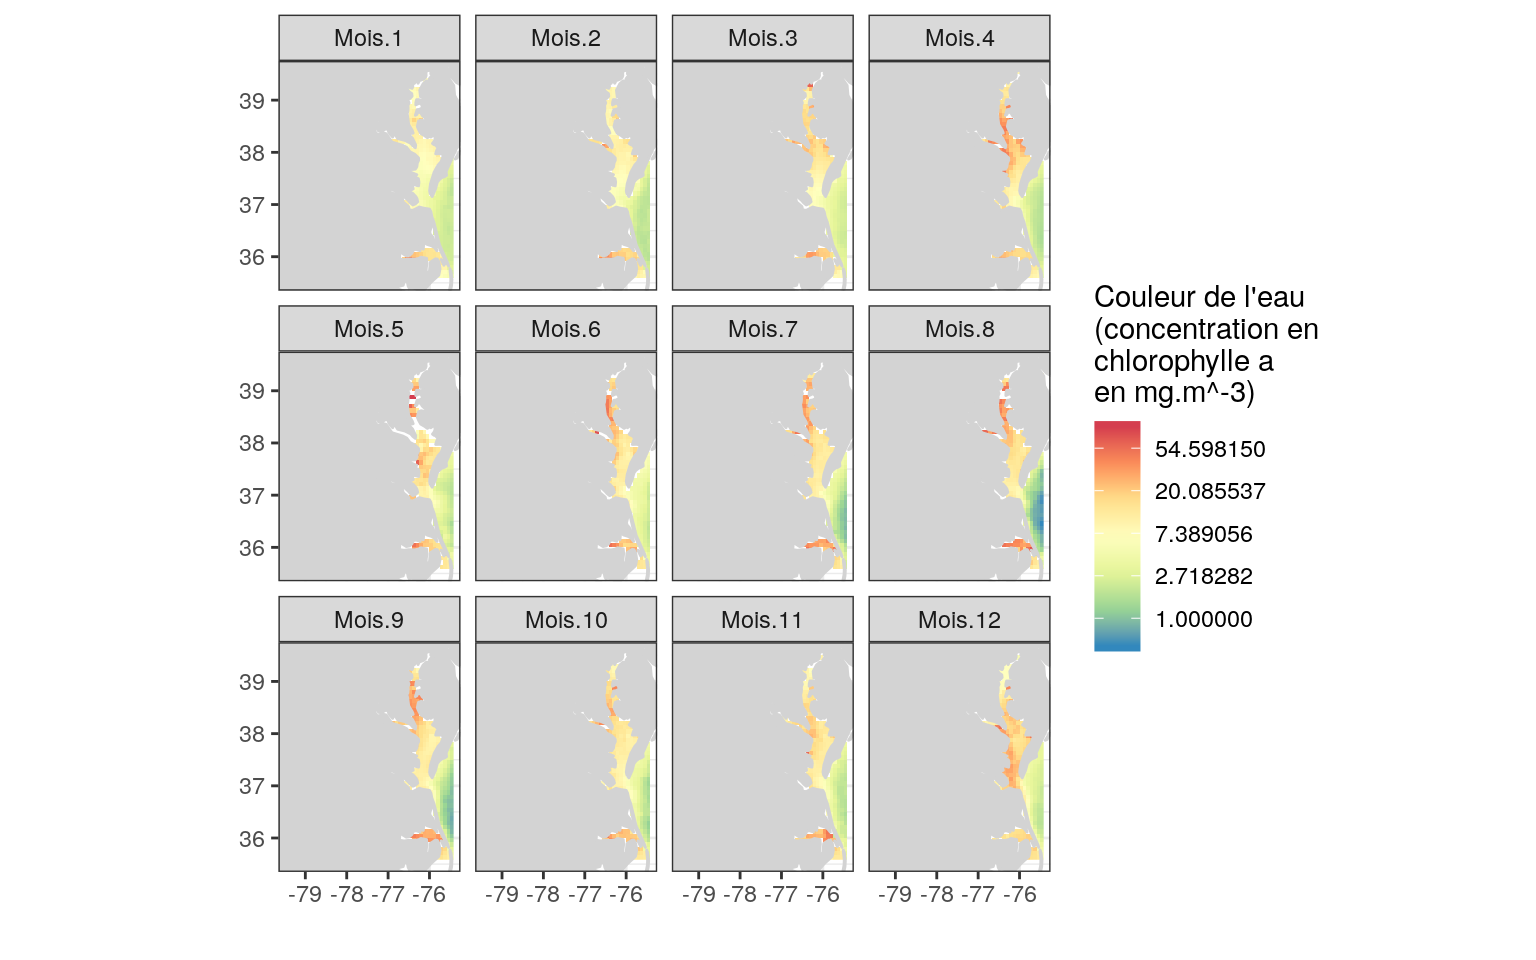 Mois.1 Mois.2 Mois.3 Mois.4
39
38
37
36
Mois.5 Mois.6 Mois.7 Mois.8
39
38
37
36
Mois.9 Mois.10 Mois.11 Mois.12
39
38
37
36
-79 -78 -77 -76 -79 -78 -77 -76 -79 -78 -77 -76 -79 -78 -77 -76
Couleur de l'eau
(concentration en
chlorophylle a
en mg.m^-3)
54.598150
20.085537
7.389056
2.718282
1.000000